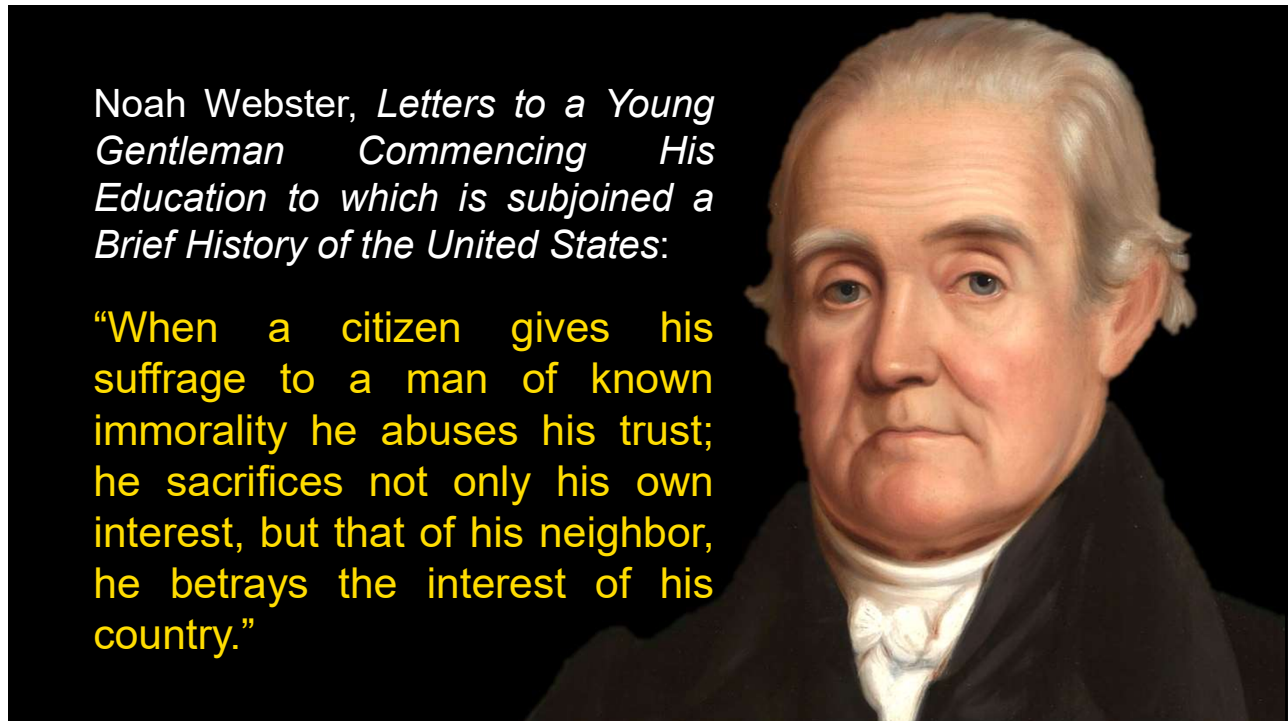 Noah Webster, Letters to a Young
Gentleman Commencing His
Education to which is subjoined a
Brief History of the United States:
“When a citizen gives his
suffrage to a man of known
immorality he abuses his trust;
he sacrifices not only his own
interest, but that of his neighbor,
he betrays the interest of his
country.”